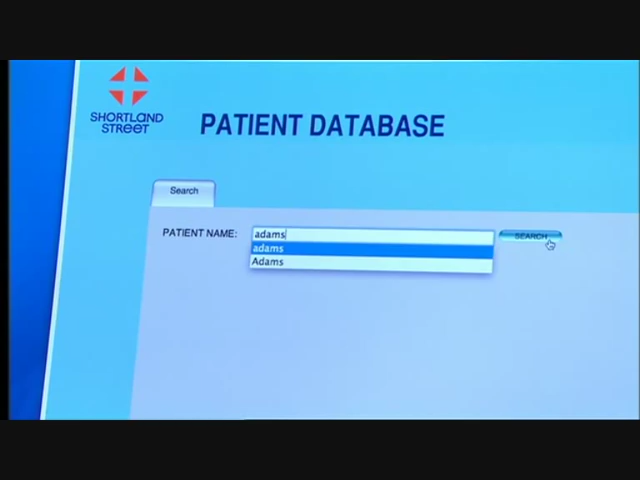 SHORTLAND
STREET
PATIENT DATABASE
Search
PATIENT NAME:
adams
SEARCH
adams
Adams